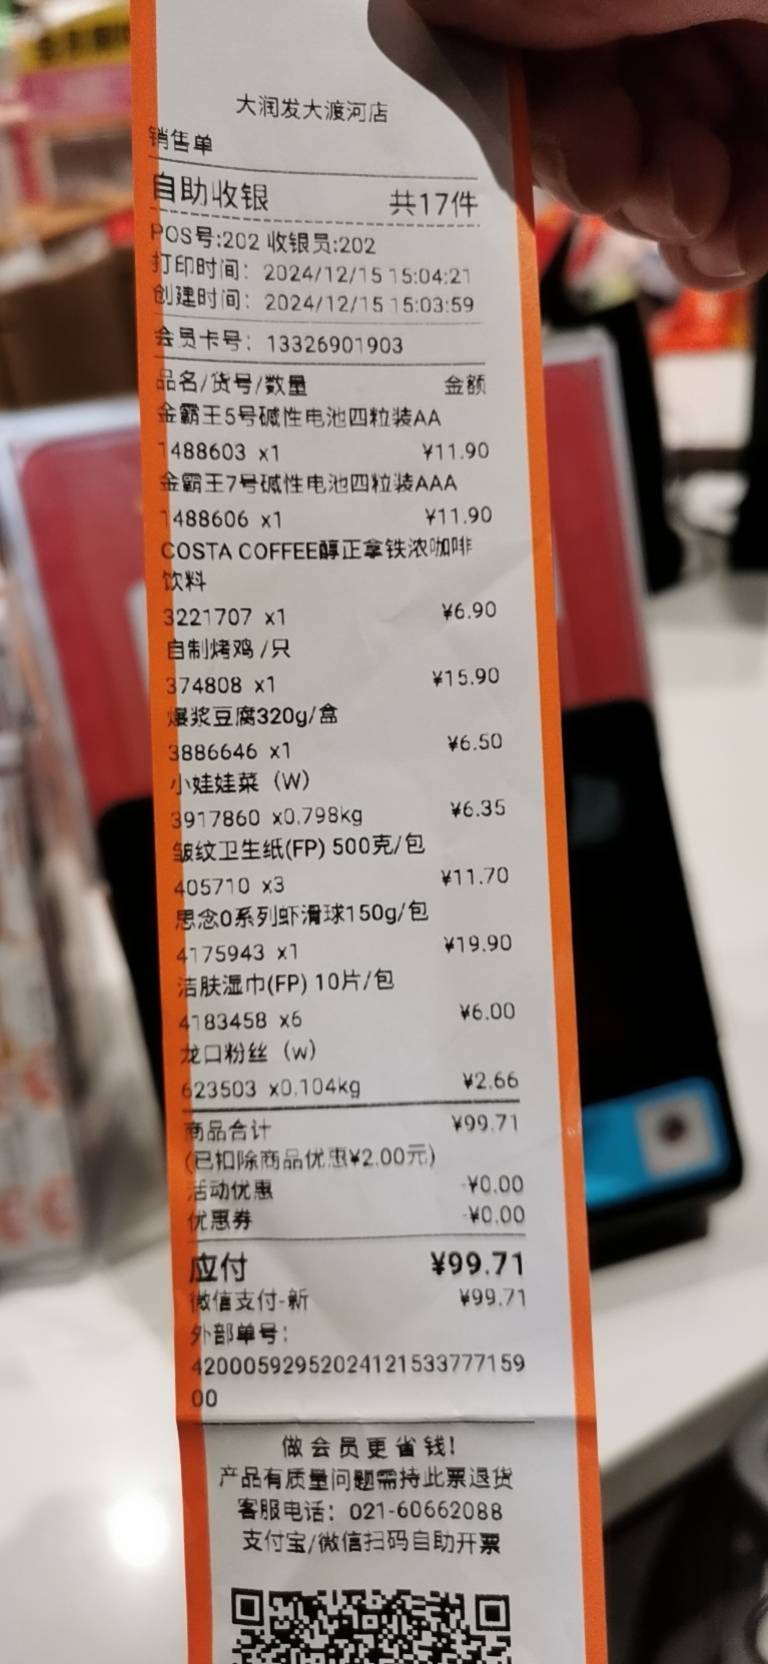 大润发大渡河店
销售单
自助收银 共17件
POS号:202 收银员:202
打印时间: 2024/12/15 15:04:21
创建时间: 2024/12/15 15:03:59
会员卡号: 13326901903
品名/货号/数量 金额
金霸王5号碱性电池四粒装AA
1488603 x1 ¥11.90
金霸王7号碱性电池四粒装AAA
1488606 x1 ¥11.90
COSTA COFFEE醇正拿铁浓咖啡
饮料
3221707 x1 ¥6.90
自制烤鸡/只
374808 x1 ¥15.90
爆浆豆腐320g/盒
3886646 x1 ¥6.50
小娃娃菜（W）
3917860 x0.798kg ¥6.35
皱纹卫生纸(FP) 500克/包
405710 x3 ¥11.70
思念0系列虾滑球150g/包
4175943 x1 ¥19.90
洁肤湿巾(FP) 10片/包
4183458 x6 ¥6.00
龙口粉丝（w）
623503 x0.104kg ¥2.66
商品合计 ¥99.71
(已扣除商品优惠¥2.00元)
活动优惠 -¥0.00
优惠券 -¥0.00
应付 ¥99.71
微信支付-新 ¥99.71
外部单号:
42000592952024121533777159
00
做会员更省钱!
产品有质量问题需持此票退货
客服电话: 021-60662088
支付宝/微信扫码自助开票